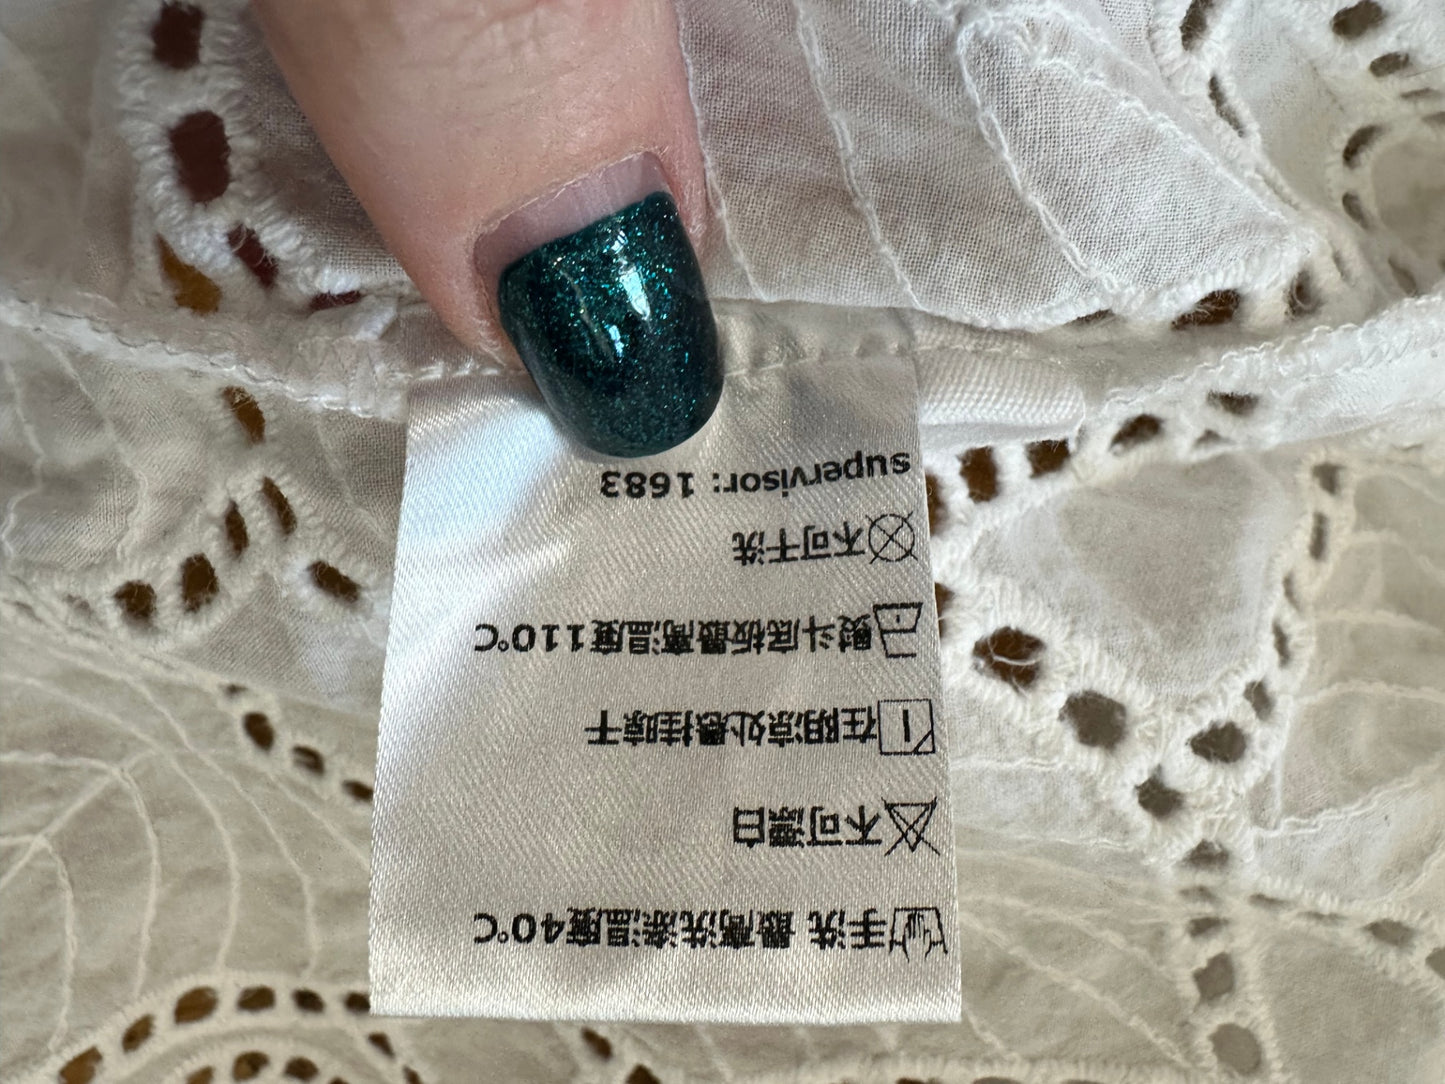 手洗 最高洗涤温度40℃
不可漂白
在阴凉处悬挂晾干
熨斗底板最高温度110℃
不可干洗
supervisor: 1683